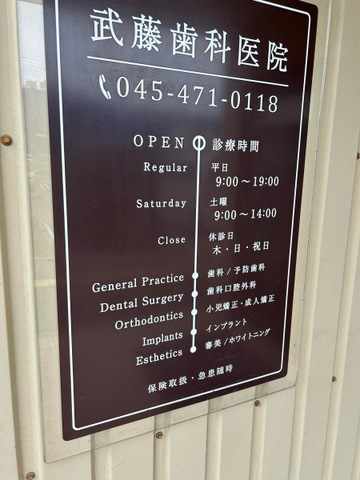 武藤歯科医院
045-471-0118
OPEN 診療時間
Regular 平日
9:00～19:00
Saturday 土曜
9:00～14:00
Close 休診日
木・日・祝日
General Practice 歯科/予防歯科
Dental Surgery 歯科口腔外科
Orthodontics 小児矯正・成人矯正
Implants インプラント
Esthetics 審美/ホワイトニング
保険取扱・急患随時